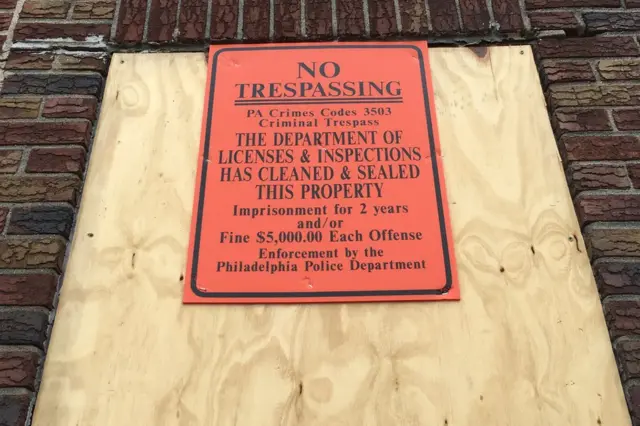 NO
TRESPASSING
PA Crimes Codes 3503
Criminal Trespass
THE DEPARTMENT OF
LICENSES & INSPECTIONS
HAS CLEANED & SEALED
THIS PROPERTY
Imprisonment for 2 years
and/or
Fine $5,000.00 Each Offense
Enforcement by the
Philadelphia Police Department